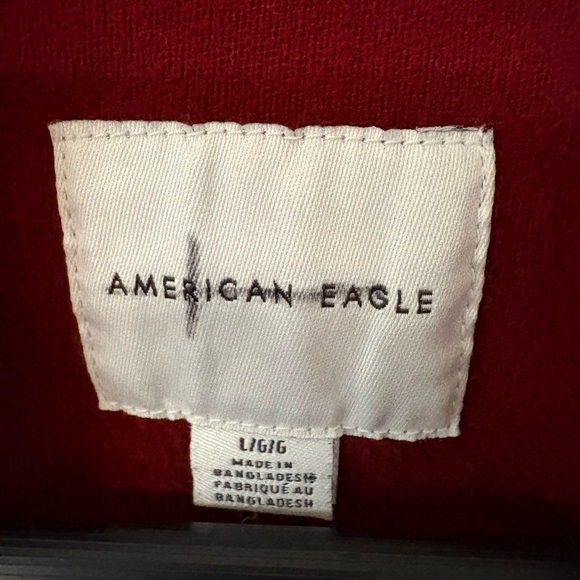 AMERICAN EAGLE
L/G/G
MADE IN
BANGLADESH
FABRIQUÉ AU
BANGLADESH